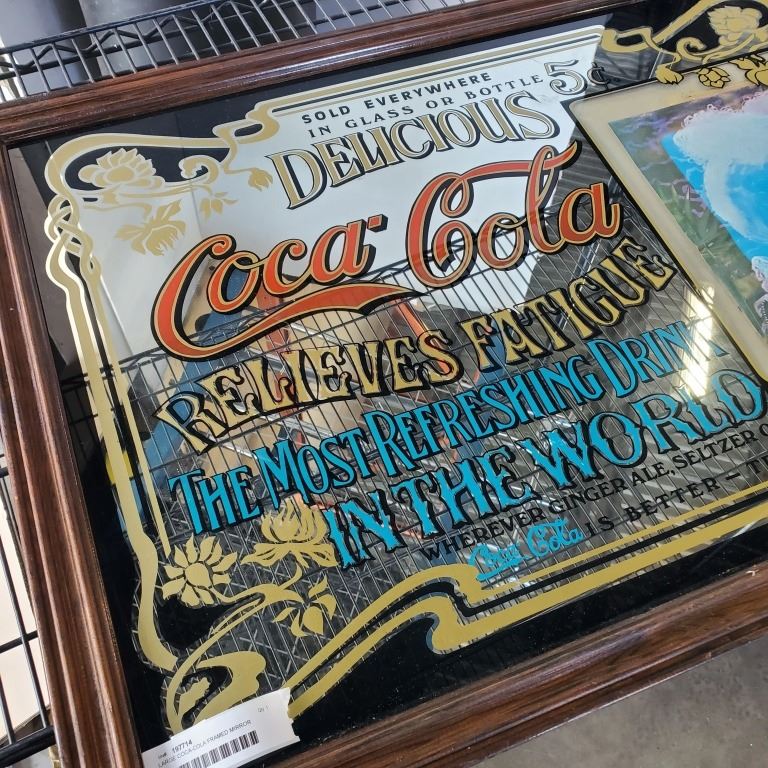 SOLD EVERYWHERE
IN GLASS OR BOTTLE 5¢
DELICIOUS
Coca-Cola
RELIEVES FATIGUE
THE MOST REFRESHING DRINK
IN THE WORLD
WHEREVER GINGER ALE, SELTZER
Coca-Cola IS BETTER — T
197714
LARGE COCA-COLA FRAMED MIRROR